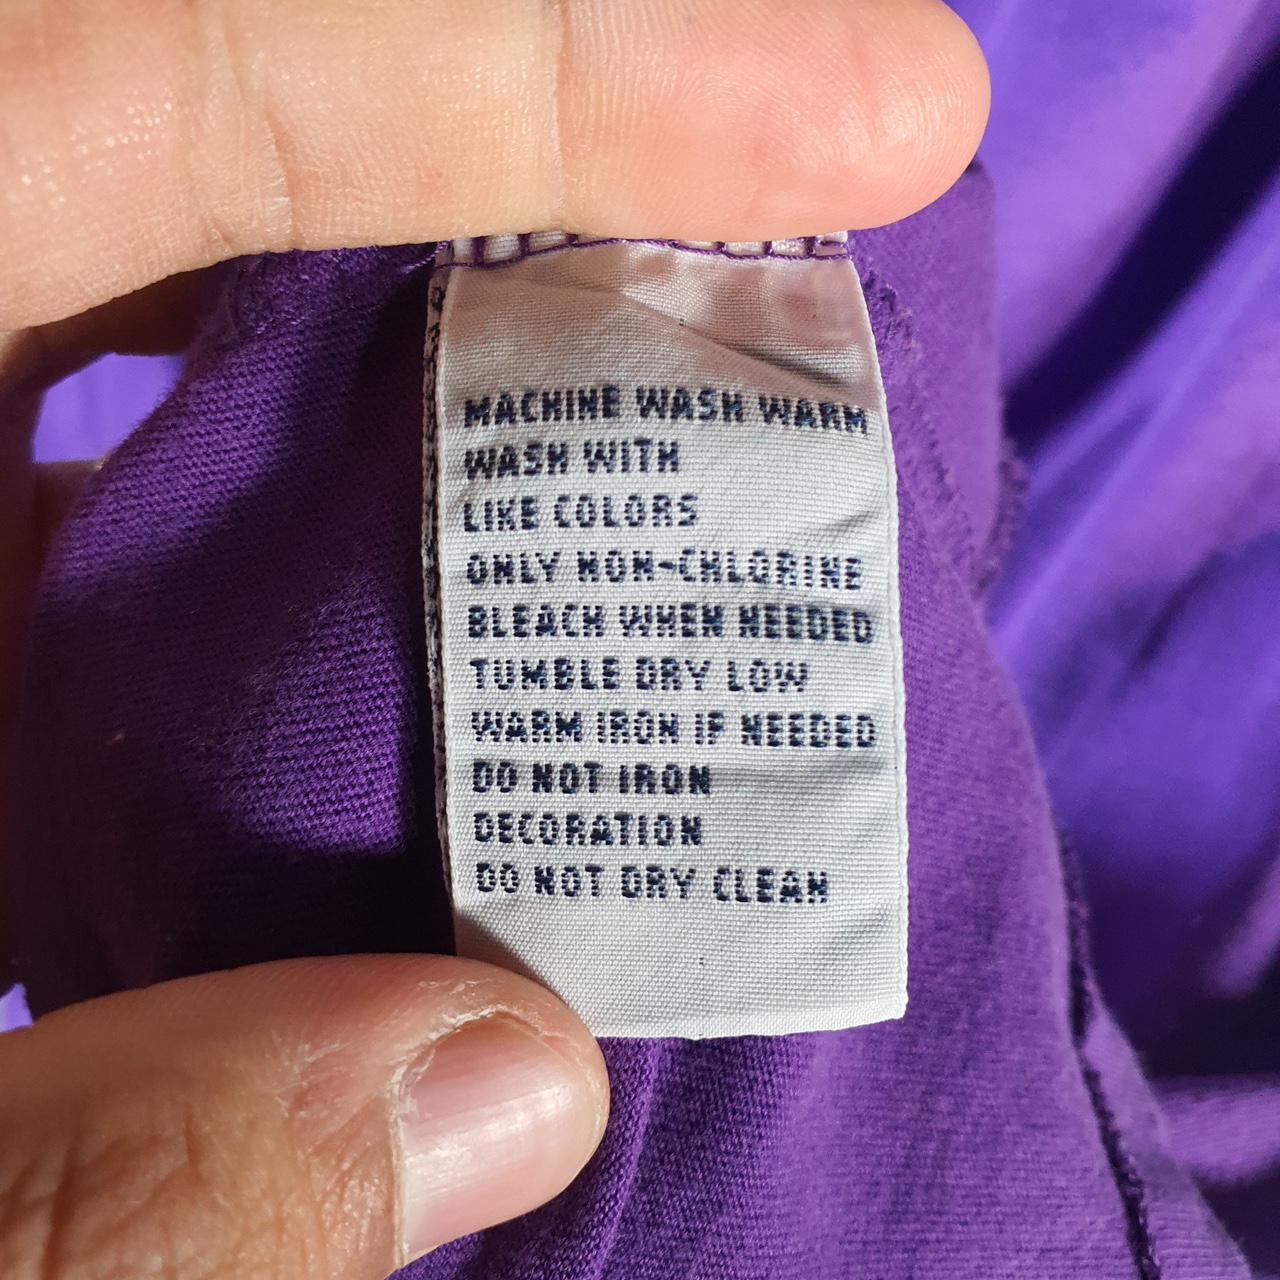 MACHINE WASH WARM
WASH WITH
LIKE COLORS
ONLY NON-CHLORINE
BLEACH WHEN NEEDED
TUMBLE DRY LOW
WARM IRON IF NEEDED
DO NOT IRON
DECORATION
DO NOT DRY CLEAN